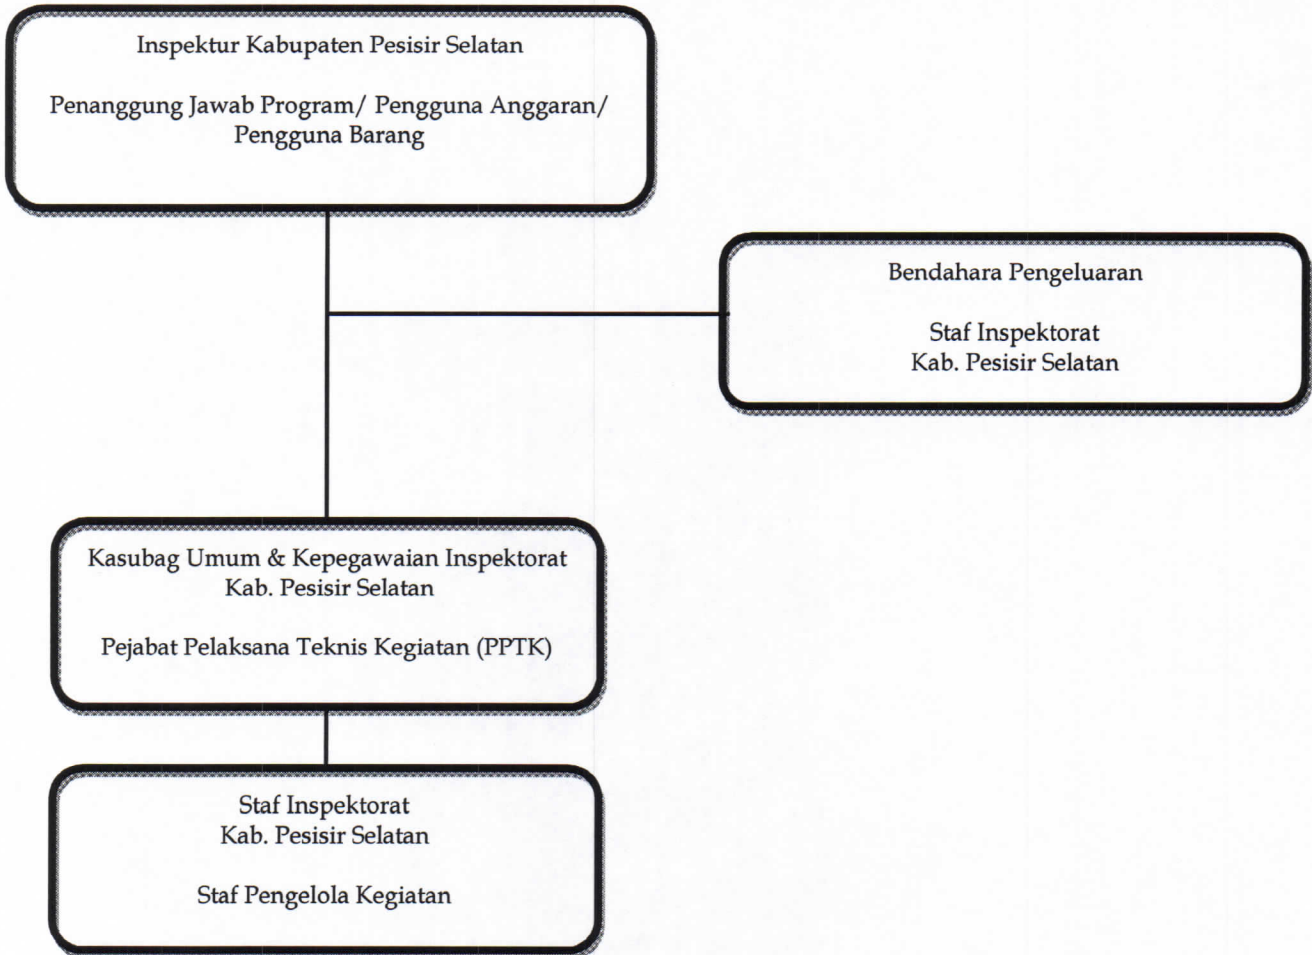 Inspektur Kabupaten Pesisir Selatan
Penanggung Jawab Program/ Pengguna Anggaran/
Pengguna Barang
Bendahara Pengeluaran
Staf Inspektorat
Kab. Pesisir Selatan
Kasubag Umum & Kepegawaian Inspektorat
Kab. Pesisir Selatan
Pejabat Pelaksana Teknis Kegiatan (PPTK)
Staf Inspektorat
Kab. Pesisir Selatan
Staf Pengelola Kegiatan